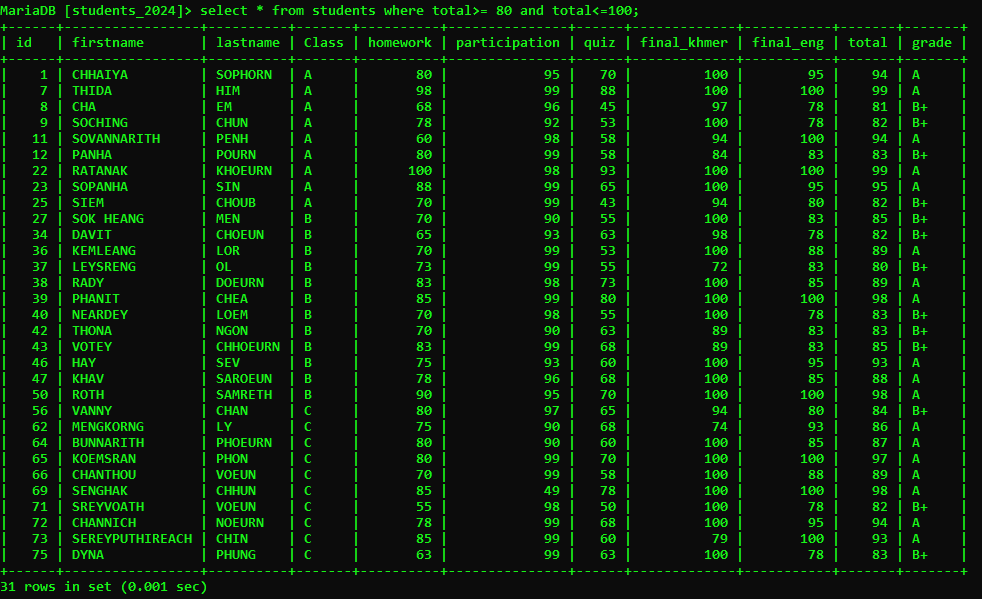 MariaDB [students_2024]> select * from students where total>= 80 and total<=100;
+----+--------------+-----------+-------+----------+---------------+------+-------------+-----------+-------+-------+
| id | firstname | lastname | Class | homework | participation | quiz | final_khmer | final_eng | total | grade |
+----+--------------+-----------+-------+----------+---------------+------+-------------+-----------+-------+-------+
| 1 | CHHAIYA | SOPHORN | A | 80 | 95 | 70 | 100 | 95 | 94 | A |
| 7 | THIDA | HIM | A | 98 | 99 | 88 | 100 | 100 | 99 | A |
| 8 | CHA | EM | A | 68 | 96 | 45 | 97 | 78 | 81 | B+ |
| 9 | SOCHING | CHUN | A | 78 | 92 | 53 | 100 | 78 | 82 | B+ |
| 11 | SOVANNARITH | PENH | A | 60 | 98 | 58 | 94 | 100 | 94 | A |
| 12 | PANHA | POURN | A | 80 | 99 | 58 | 84 | 83 | 83 | B+ |
| 22 | RATANAK | KHOEURN | A | 100 | 98 | 93 | 100 | 100 | 99 | A |
| 23 | SOPANHA | SIN | A | 88 | 99 | 65 | 100 | 95 | 95 | A |
| 25 | SIEM | CHOUB | A | 70 | 99 | 43 | 94 | 80 | 82 | B+ |
| 27 | SOK HEANG | MEN | B | 70 | 90 | 55 | 100 | 83 | 85 | B+ |
| 34 | DAVIT | CHOEUN | B | 65 | 93 | 63 | 98 | 78 | 82 | B+ |
| 36 | KEMLEANG | LOR | B | 70 | 99 | 53 | 100 | 88 | 89 | A |
| 37 | LEYSRENG | OL | B | 73 | 99 | 55 | 72 | 83 | 80 | B+ |
| 38 | RADY | DOEURN | B | 83 | 98 | 73 | 100 | 85 | 89 | A |
| 39 | PHANIT | CHEA | B | 85 | 99 | 80 | 100 | 100 | 98 | A |
| 40 | NEARDEY | LOEM | B | 70 | 98 | 55 | 100 | 78 | 83 | B+ |
| 42 | THONA | NGON | B | 70 | 90 | 63 | 89 | 83 | 83 | B+ |
| 43 | VOTEY | CHHOEURN | B | 83 | 99 | 68 | 89 | 83 | 85 | B+ |
| 46 | HAY | SEV | B | 75 | 93 | 60 | 100 | 95 | 93 | A |
| 47 | KHAV | SAROEUN | B | 78 | 96 | 68 | 100 | 85 | 88 | A |
| 50 | ROTH | SAMRETH | B | 90 | 95 | 70 | 100 | 100 | 98 | A |
| 56 | VANNY | CHAN | C | 80 | 97 | 65 | 94 | 80 | 84 | B+ |
| 62 | MENGKORNG | LY | C | 75 | 90 | 68 | 74 | 93 | 86 | A |
| 64 | BUNNARITH | PHOEURN | C | 80 | 90 | 60 | 100 | 85 | 87 | A |
| 65 | KOEMSRAN | PHON | C | 80 | 99 | 70 | 100 | 100 | 97 | A |
| 66 | CHANTHOU | VOEUN | C | 70 | 99 | 58 | 100 | 88 | 89 | A |
| 69 | SENGHAK | CHHUN | C | 85 | 49 | 78 | 100 | 100 | 98 | A |
| 71 | SREYVOATH | VOEUN | C | 55 | 98 | 50 | 100 | 78 | 82 | B+ |
| 72 | CHANNICH | NOEURN | C | 78 | 99 | 68 | 100 | 95 | 94 | A |
| 73 | SEREYPUTHIREACH | CHIN | C | 85 | 99 | 60 | 79 | 100 | 93 | A |
| 75 | DYNA | PHUNG | C | 63 | 99 | 63 | 100 | 78 | 83 | B+ |
+----+--------------+-----------+-------+----------+---------------+------+-------------+-----------+-------+-------+
31 rows in set (0.001 sec)